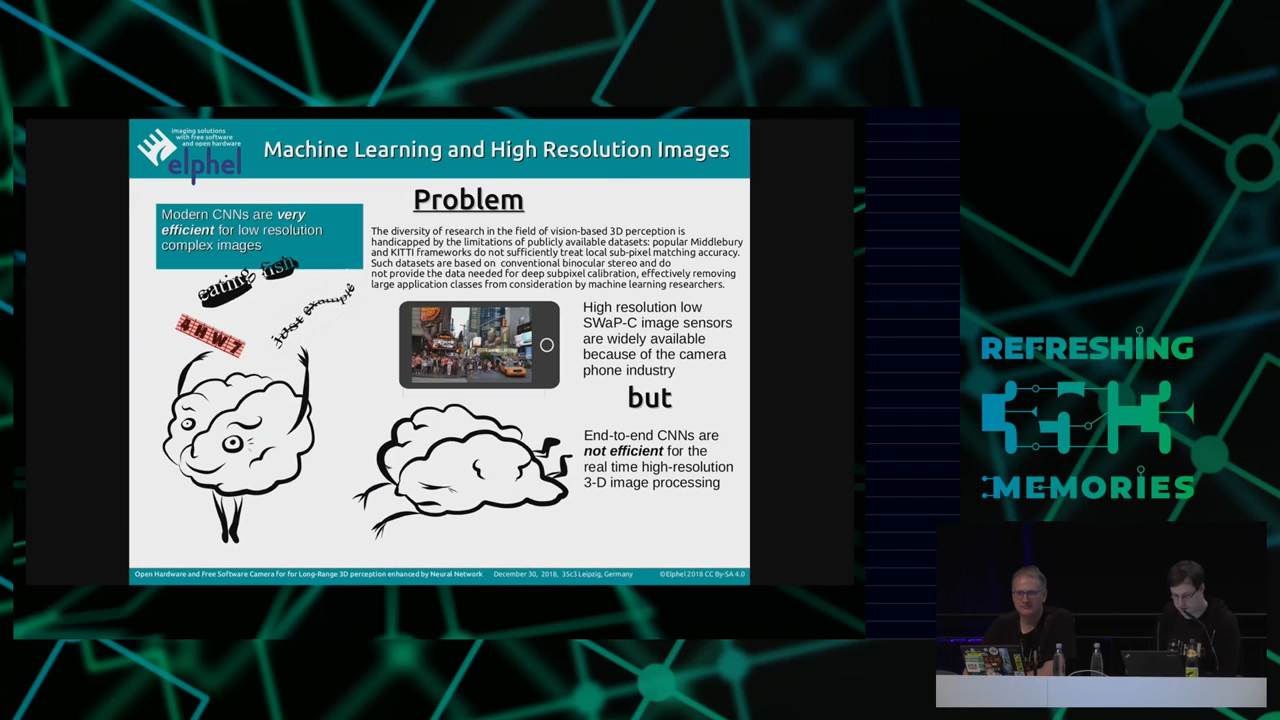 imaging solutions
with free software
and open hardware
elphel
Machine Learning and High Resolution Images
Problem
Modern CNNs are very
efficient for low resolution
complex images
The diversity of research in the field of vision-based 3D perception is
handicapped by the limitations of publicly available datasets: popular Middlebury
and KITTI frameworks do not sufficiently treat local sub-pixel matching accuracy.
Such datasets are based on conventional binocular stereo and do
not provide the data needed for deep subpixel calibration, effectively removing
large application classes from consideration by machine learning researchers.
eating fish
just example
High resolution low
SWaP-C image sensors
are widely available
because of the camera
phone industry
but
End-to-end CNNs are
not efficient for the
real time high-resolution
3-D image processing
Open Hardware and Free Software Camera for for Long-Range 3D perception enhanced by Neural Network December 30, 2018, 35c3 Leipzig, Germany ©Elphel 2018 CC By-SA 4.0
REFRESHING
MEMORIES